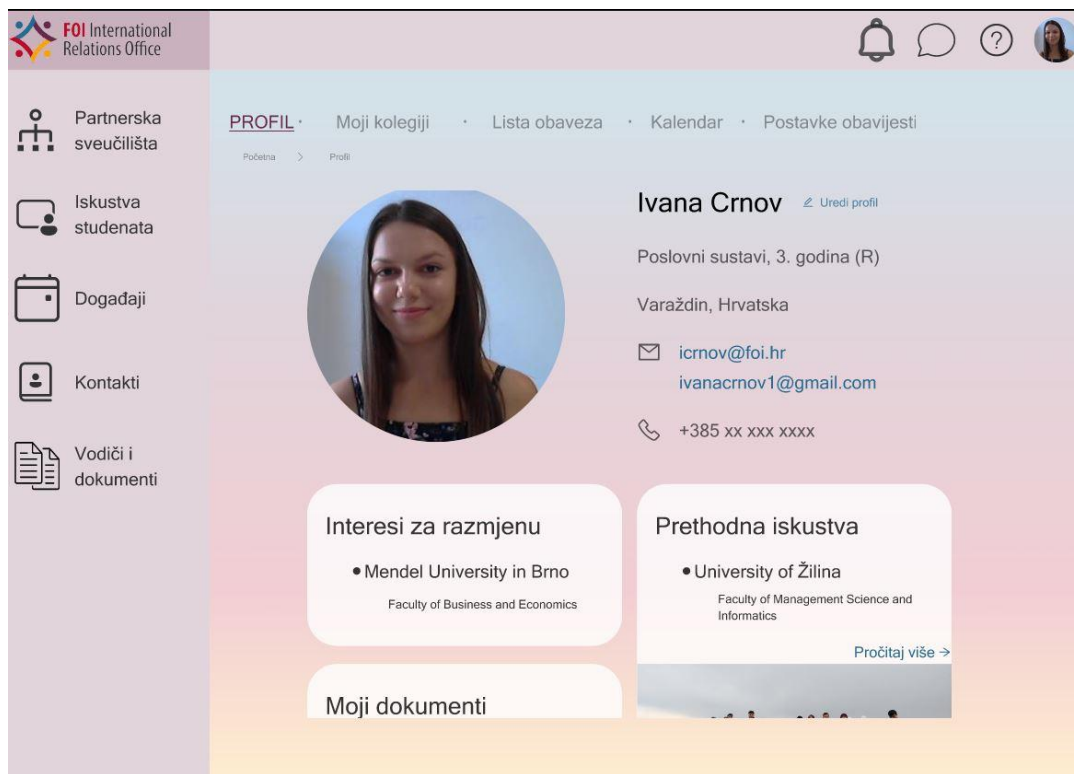 FOI International
Relations Office
Partnerska
sveučilišta
Iskustva
studenata
Događaji
Kontakti
Vodiči i
dokumenti
PROFIL · Moji kolegiji · Lista obaveza · Kalendar · Postavke obavijesti
Početna > Profil
Ivana Crnov Uredi profil
Poslovni sustavi, 3. godina (R)
Varaždin, Hrvatska
icrnov@foi.hr
ivanacrnov1@gmail.com
+385 xx xxx xxxx
Interesi za razmjenu
• Mendel University in Brno
Faculty of Business and Economics
Moji dokumenti
Prethodna iskustva
• University of Žilina
Faculty of Management Science and
Informatics
Pročitaj više →